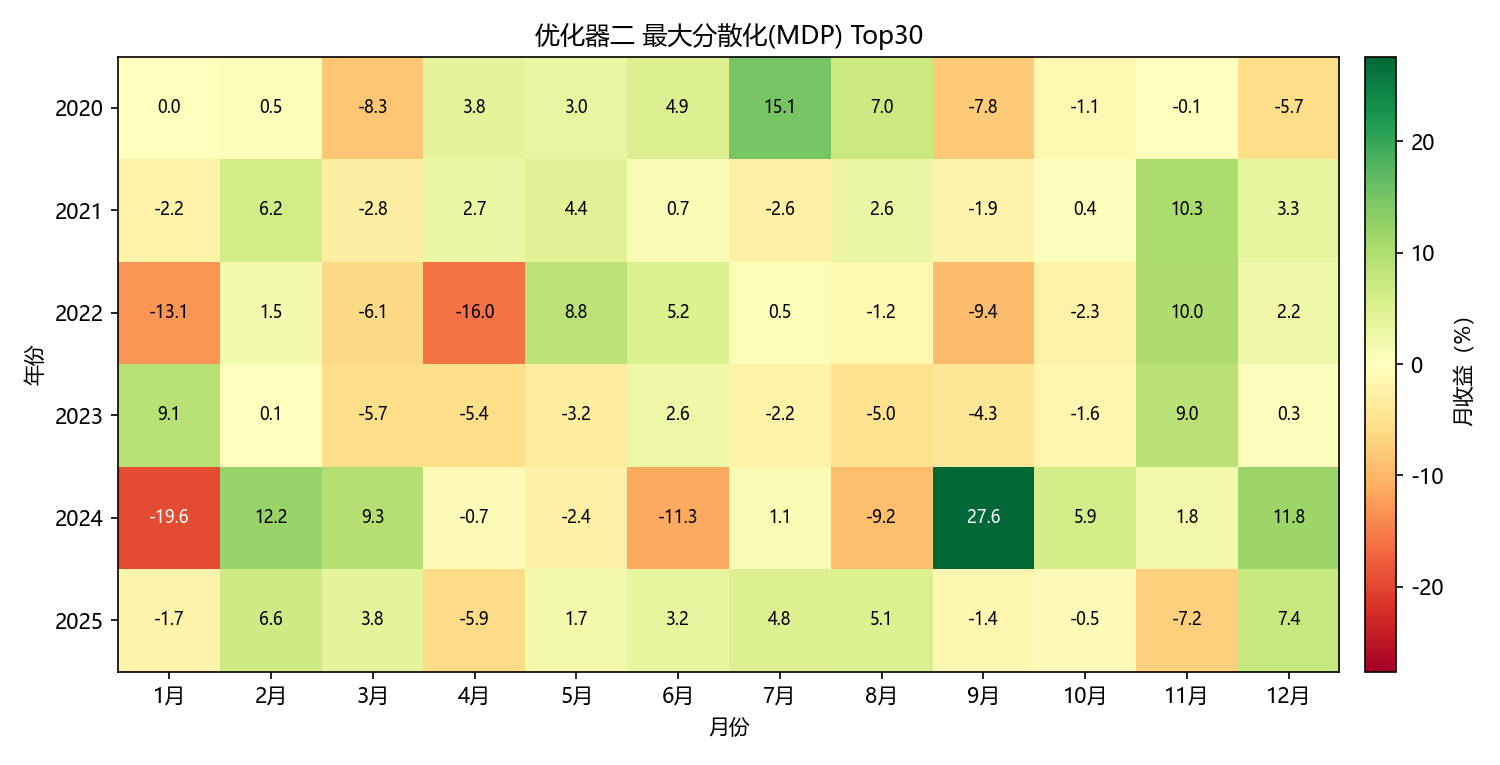 优化器二 最大分散化(MDP) Top30
2020 0.0 0.5 -8.3 3.8 3.0 4.9 15.1 7.0 -7.8 -1.1 -0.1 -5.7
2021 -2.2 6.2 -2.8 2.7 4.4 0.7 -2.6 2.6 -1.9 0.4 10.3 3.3
2022 -13.1 1.5 -6.1 -16.0 8.8 5.2 0.5 -1.2 -9.4 -2.3 10.0 2.2
2023 9.1 0.1 -5.7 -5.4 -3.2 2.6 -2.2 -5.0 -4.3 -1.6 9.0 0.3
2024 -19.6 12.2 9.3 -0.7 -2.4 -11.3 1.1 -9.2 27.6 5.9 1.8 11.8
2025 -1.7 6.6 3.8 -5.9 1.7 3.2 4.8 5.1 -1.4 -0.5 -7.2 7.4
1月 2月 3月 4月 5月 6月 7月 8月 9月 10月 11月 12月
月份
年份
20
10
0
-10
-20
月收益（%）